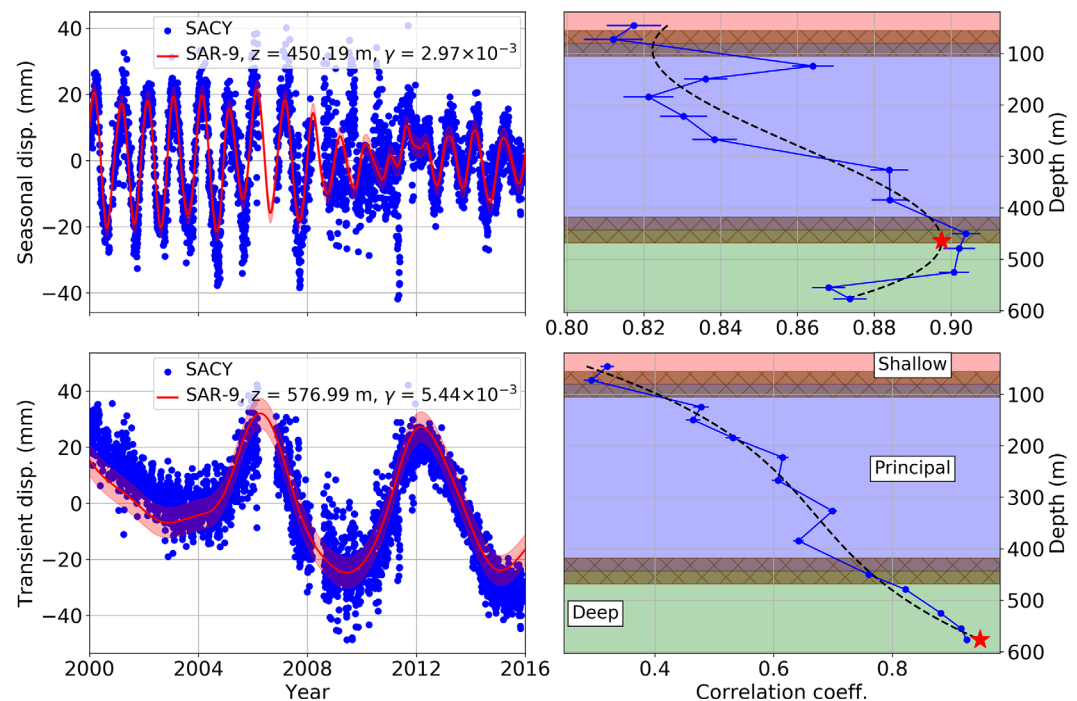 40
20
0
−20
−40
Seasonal disp. (mm)
SACY
SAR-9, z = 450.19 m, γ = 2.97×10⁻³
100
200
300
400
500
600
Depth (m)
0.80
0.82
0.84
0.86
0.88
0.90
40
20
0
−20
−40
Transient disp. (mm)
SACY
SAR-9, z = 576.99 m, γ = 5.44×10⁻³
2000
2004
2008
2012
2016
Year
Shallow
Principal
Deep
100
200
300
400
500
600
Depth (m)
0.4
0.6
0.8
Correlation coeff.